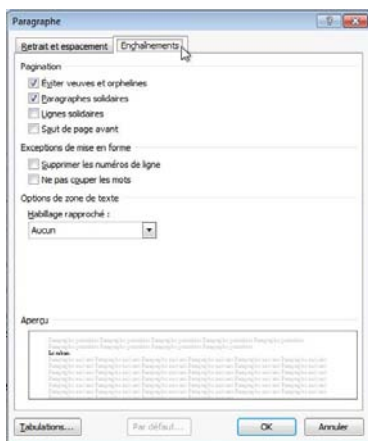 Paragraphe
Retrait et espacement
Enchaînements
Pagination
Éviter veuves et orphelines
Paragraphes solidaires
Lignes solidaires
Saut de page avant
Exceptions de mise en forme
Supprimer les numéros de ligne
Ne pas couper les mots
Options de zone de texte
Habillage rapproché :
Aucun
Aperçu
Tabulations...
Par défaut...
OK
Annuler